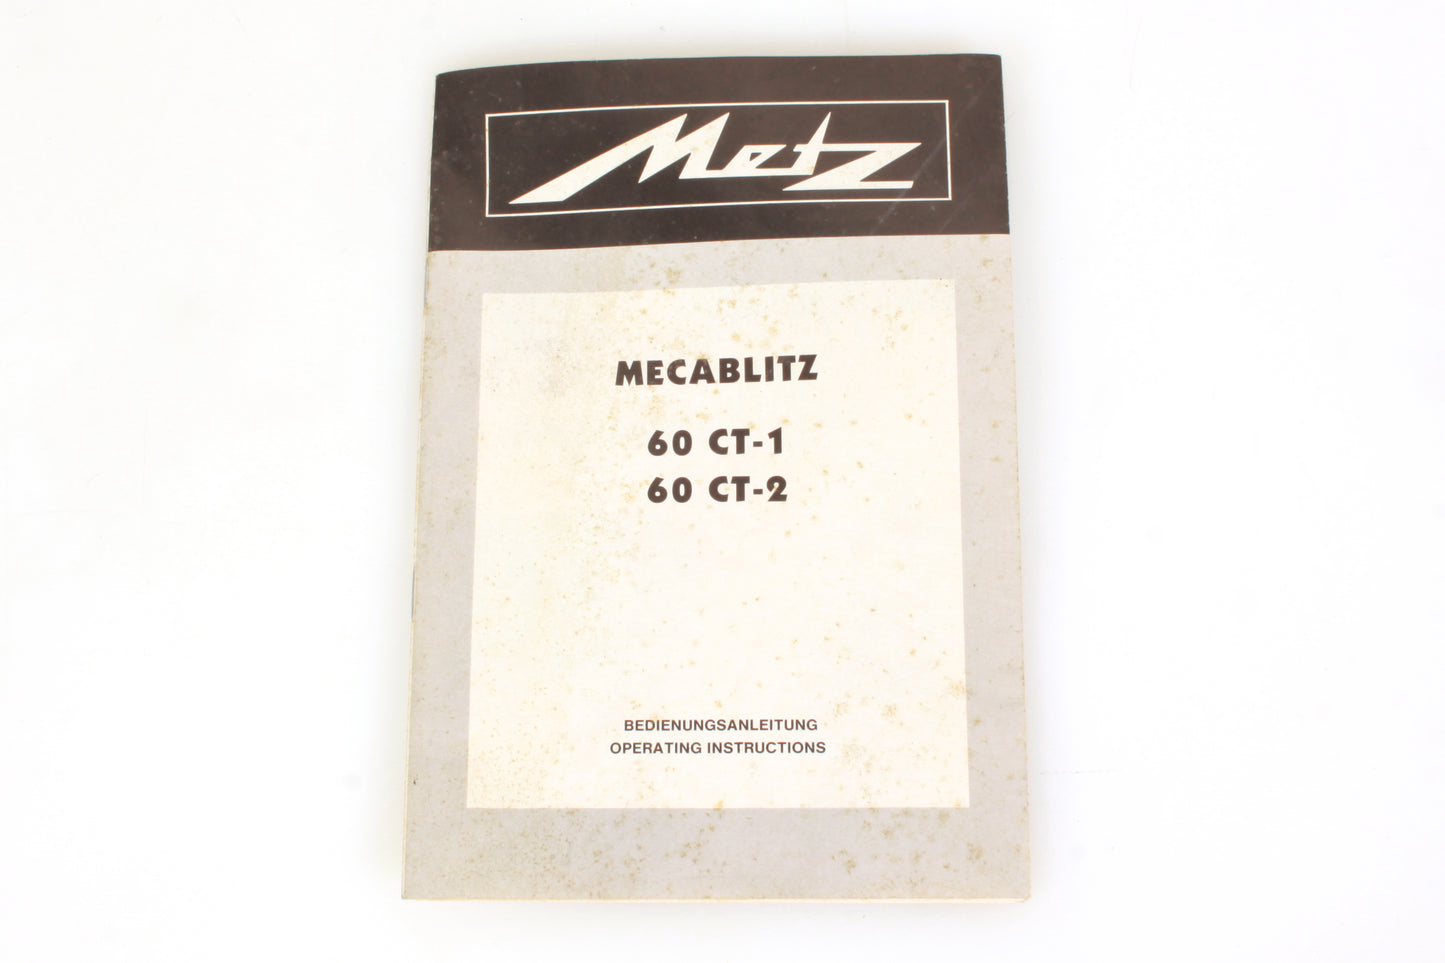 Metz
MECABLITZ
60 CT-1
60 CT-2
BEDIENUNGSANLEITUNG
OPERATING INSTRUCTIONS